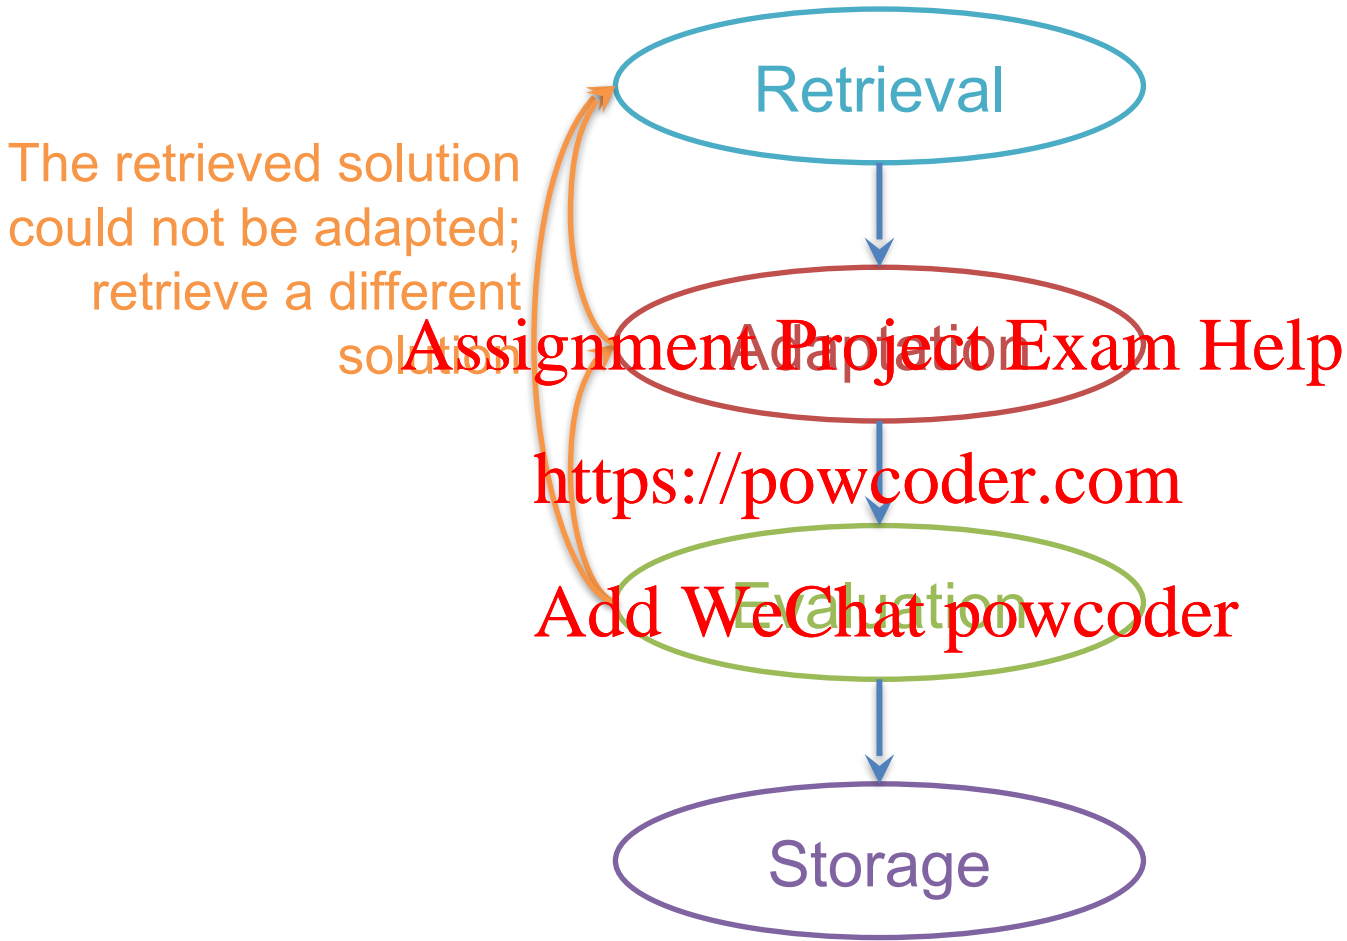 Retrieval
The retrieved solution
could not be adapted;
retrieve a different
solution
Adaptation
Assignment Project Exam Help
https://powcoder.com
Evaluation
Add WeChat powcoder
Storage